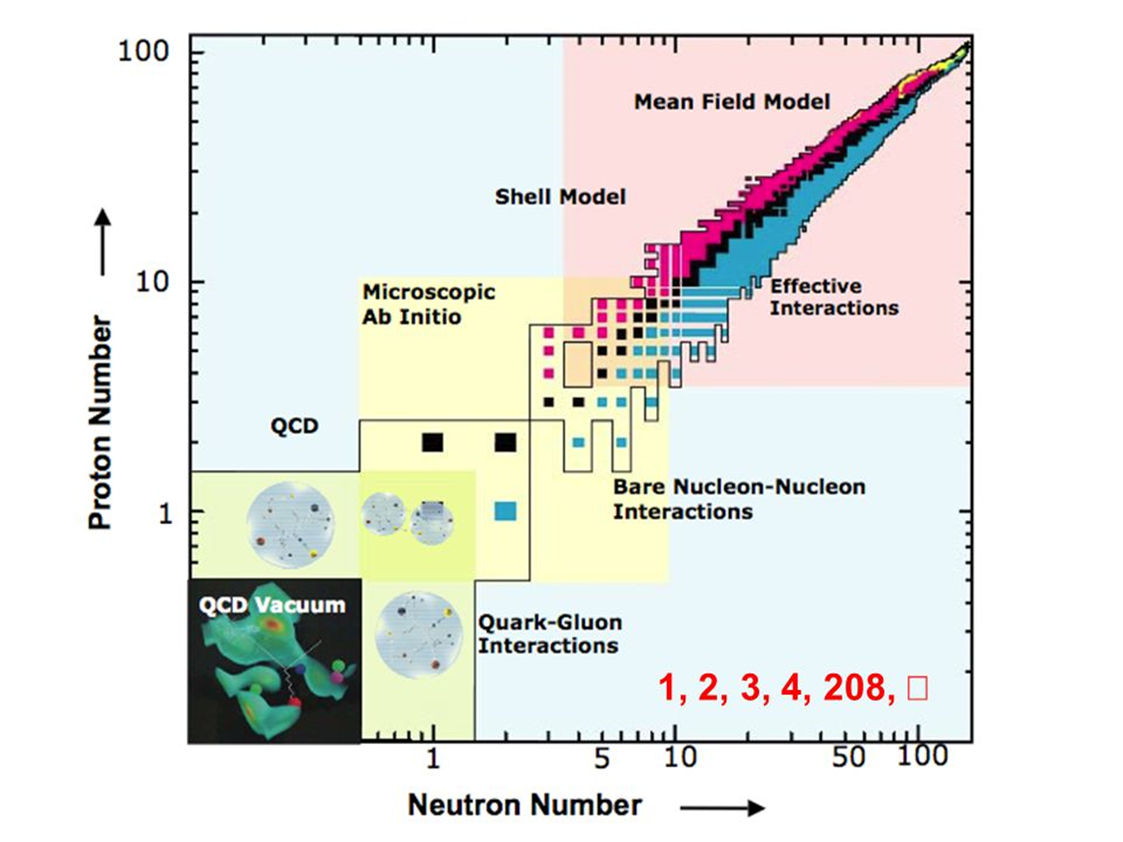 100
Mean Field Model
Shell Model
10
Microscopic
Ab Initio
Effective
Interactions
QCD
Bare Nucleon-Nucleon
Interactions
1
QCD Vacuum
Quark-Gluon
Interactions
1, 2, 3, 4, 208, □
1 5 10 50 100
Neutron Number
Proton Number